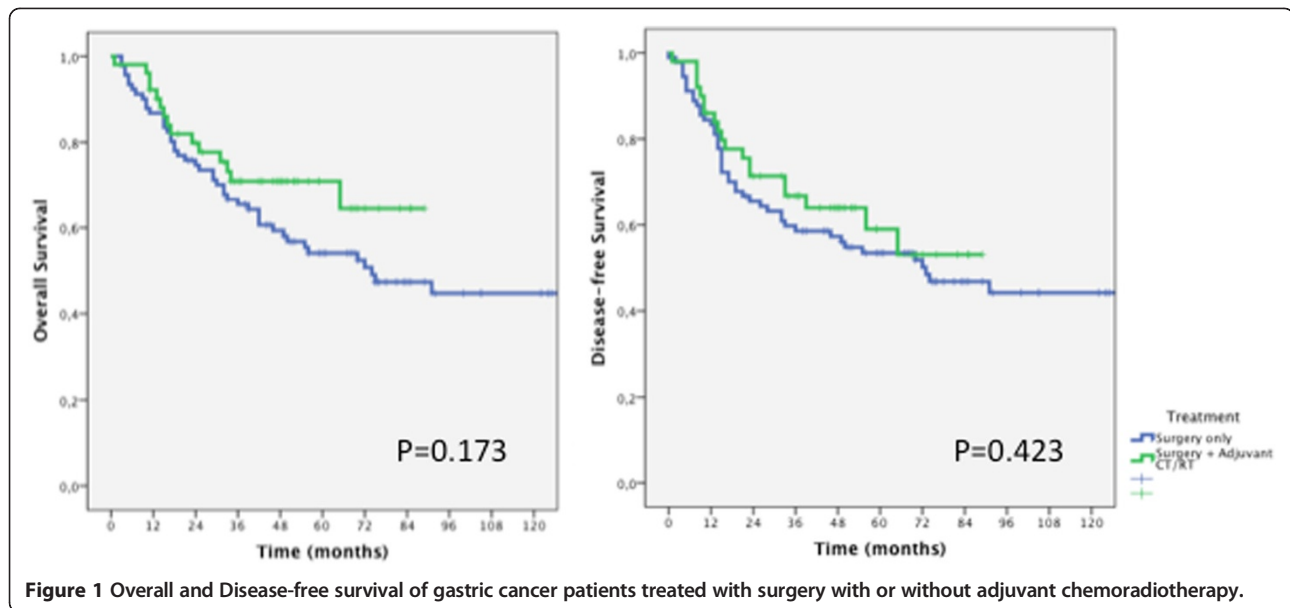 1,0
0,8
0,6
0,4
0,2
0,0
Overall Survival
P=0.173
0 12 24 36 48 60 72 84 96 108 120
Time (months)
1,0
0,8
0,6
0,4
0,2
0,0
Disease-free Survival
P=0.423
0 12 24 36 48 60 72 84 96 108 120
Time (months)
Treatment
Surgery only
Surgery + Adjuvant
CT/RT
Figure 1 Overall and Disease-free survival of gastric cancer patients treated with surgery with or without adjuvant chemoradiotherapy.